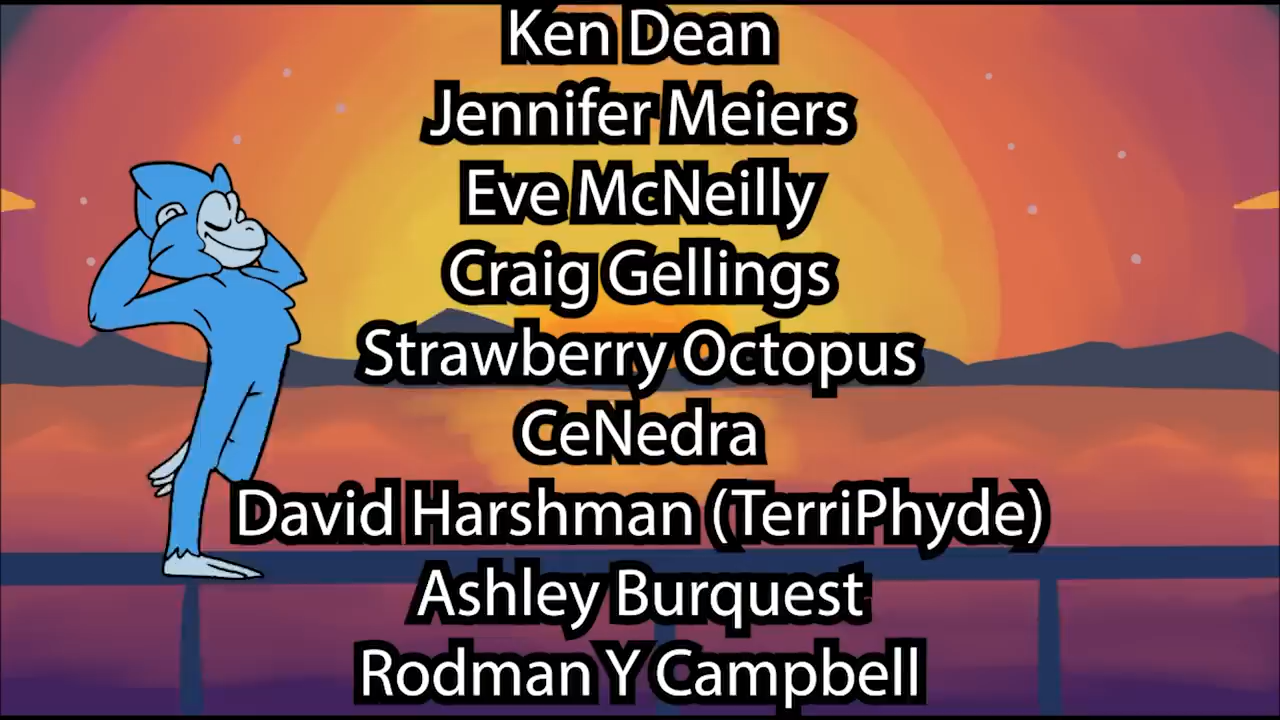 Ken Dean
Jennifer Meiers
Eve McNeilly
Craig Gellings
Strawberry Octopus
CeNedra
David Harshman (TerriPhyde)
Ashley Burquest
Rodman Y Campbell